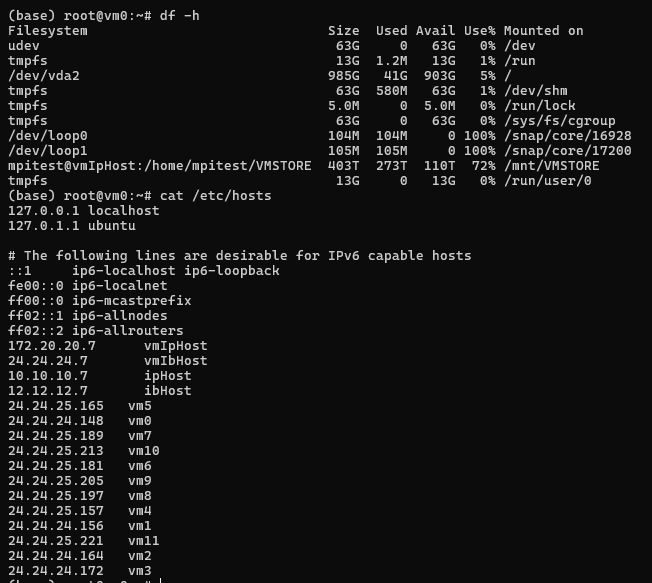 (base) root@vm0:~# df -h
Filesystem                              Size  Used Avail Use% Mounted on
udev                                     63G     0   63G   0% /dev
tmpfs                                    13G  1.2M   13G   1% /run
/dev/vda2                               985G   41G  903G   5% /
tmpfs                                    63G  580M   63G   1% /dev/shm
tmpfs                                   5.0M     0  5.0M   0% /run/lock
tmpfs                                    63G     0   63G   0% /sys/fs/cgroup
/dev/loop0                              104M  104M     0 100% /snap/core/16928
/dev/loop1                              105M  105M     0 100% /snap/core/17200
mpitest@vmIpHost:/home/mpitest/VMSTORE  403T  273T  110T  72% /mnt/VMSTORE
tmpfs                                    13G     0   13G   0% /run/user/0
(base) root@vm0:~# cat /etc/hosts
127.0.0.1 localhost
127.0.1.1 ubuntu

# The following lines are desirable for IPv6 capable hosts
::1     ip6-localhost ip6-loopback
fe00::0 ip6-localnet
ff00::0 ip6-mcastprefix
ff02::1 ip6-allnodes
ff02::2 ip6-allrouters
172.20.20.7      vmIpHost
24.24.24.7       vmIbHost
10.10.10.7       ipHost
12.12.12.7       ibHost
24.24.25.165   vm5
24.24.24.148   vm0
24.24.25.189   vm7
24.24.25.213   vm10
24.24.25.181   vm6
24.24.25.205   vm9
24.24.25.197   vm8
24.24.25.157   vm4
24.24.24.156   vm1
24.24.25.221   vm11
24.24.24.164   vm2
24.24.24.172   vm3